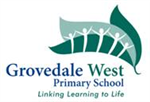 Grovedale West
Primary School
Linking Learning to Life